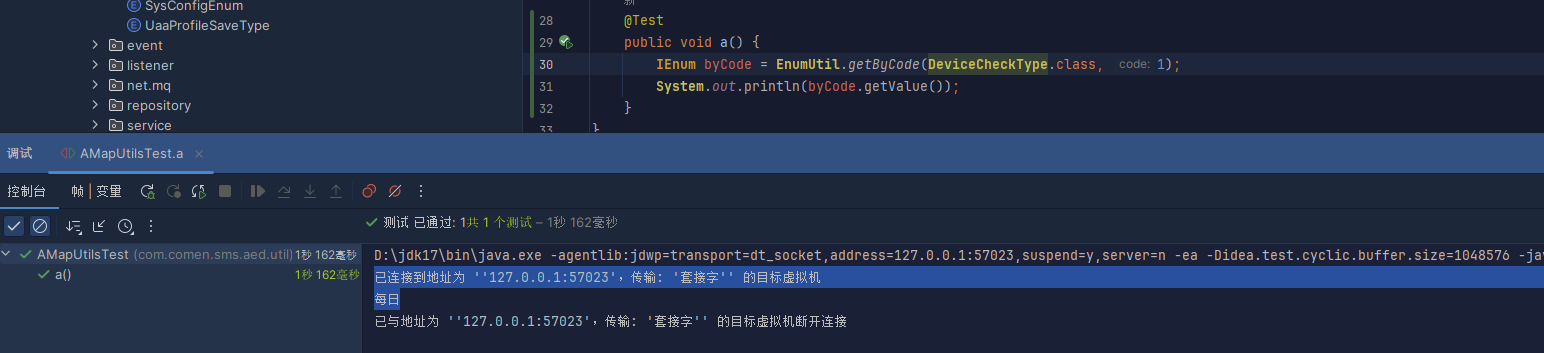 SysConfigEnum
UaaProfileSaveType
event
listener
net.mq
repository
service
28 @Test
29 public void a() {
30 IEnum byCode = EnumUtil.getByCode(DeviceCheckType.class, code: 1);
31 System.out.println(byCode.getValue());
32 }
33 }
调试 AMapUtilsTest.a
控制台 帧 变量
测试 已通过: 1共 1 个测试 – 1秒 162毫秒
AMapUtilsTest (com.comen.sms.aed.util) 1秒 162毫秒
a() 1秒 162毫秒
D:\jdk17\bin\java.exe -agentlib:jdwp=transport=dt_socket,address=127.0.0.1:57023,suspend=y,server=n -ea -Didea.test.cyclic.buffer.size=1048576 -jav
已连接到地址为 ''127.0.0.1:57023',传输: '套接字'' 的目标虚拟机
每日
已与地址为 ''127.0.0.1:57023',传输: '套接字'' 的目标虚拟机断开连接